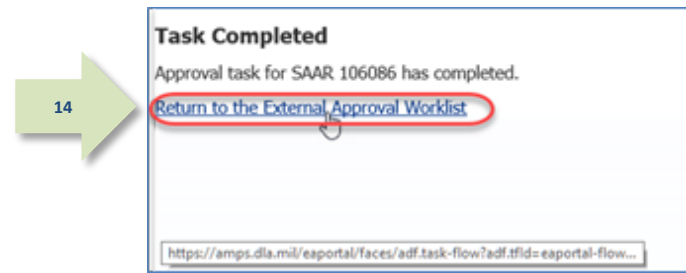 Task Completed
Approval task for SAAR 106086 has completed.
14
Return to the External Approval Worklist
https://amps.dla.mil/eaportal/faces/adf.task-flow?adf.tfId=eaportal-flow...